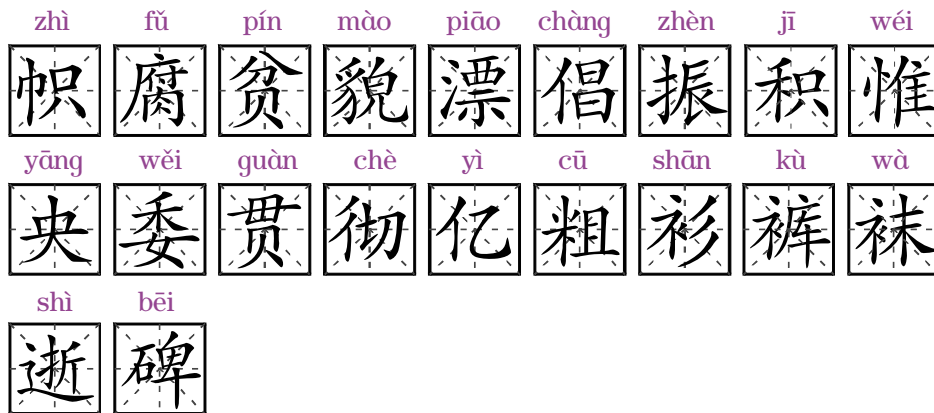 zhì fǔ pín mào piāo chàng zhèn jī wéi
帜 腐 贫 貌 漂 倡 振 积 惟
yāng wěi guàn chè yì cū shān kù wà
央 委 贯 彻 亿 粗 衫 裤 袜
shì bēi
逝 碑